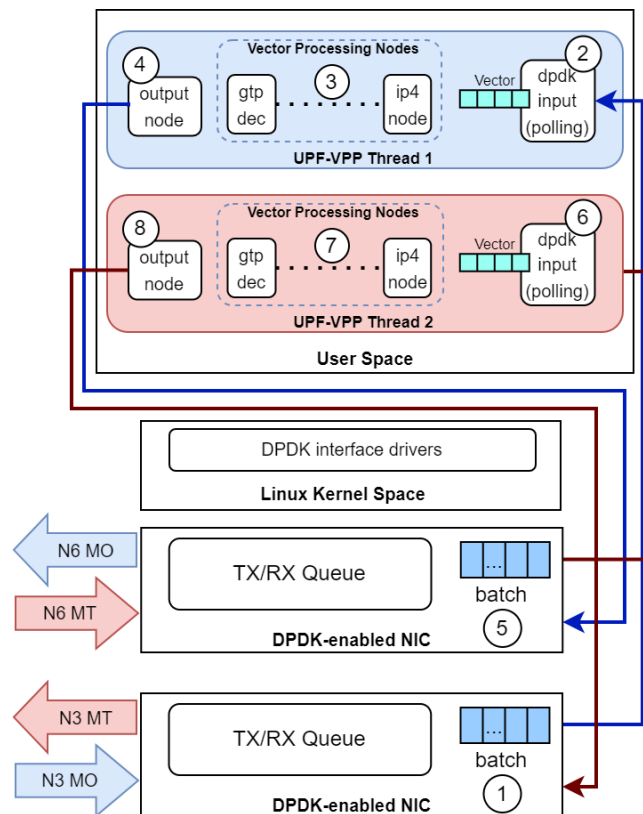 Vector Processing Nodes
4
output
node
gtp
dec
3
ip4
node
Vector
2
dpdk
input
(polling)
UPF-VPP Thread 1
Vector Processing Nodes
8
output
node
gtp
dec
7
ip4
node
Vector
6
dpdk
input
(polling)
UPF-VPP Thread 2
User Space
DPDK interface drivers
Linux Kernel Space
N6 MO
N6 MT
TX/RX Queue
...
batch
5
DPDK-enabled NIC
N3 MT
N3 MO
TX/RX Queue
...
batch
1
DPDK-enabled NIC